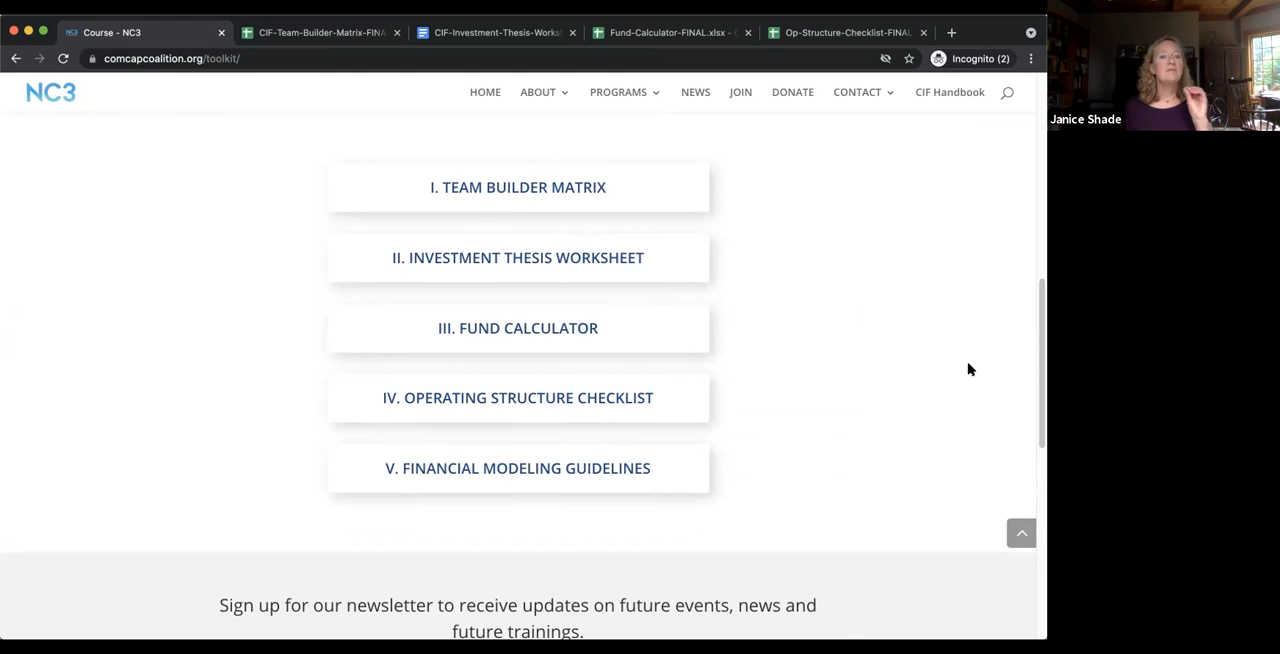 Course - NC3
CIF-Team-Builder-Matrix-FINA
CIF-Investment-Thesis-Works
Fund-Calculator-FINAL.xlsx - G
Op-Structure-Checklist-FINAL
comcapcoalition.org/toolkit/
Incognito (2)
NC3
HOME
ABOUT
PROGRAMS
NEWS
JOIN
DONATE
CONTACT
CIF Handbook
Janice Shade
I. TEAM BUILDER MATRIX
II. INVESTMENT THESIS WORKSHEET
III. FUND CALCULATOR
IV. OPERATING STRUCTURE CHECKLIST
V. FINANCIAL MODELING GUIDELINES
Sign up for our newsletter to receive updates on future events, news and
future trainings.